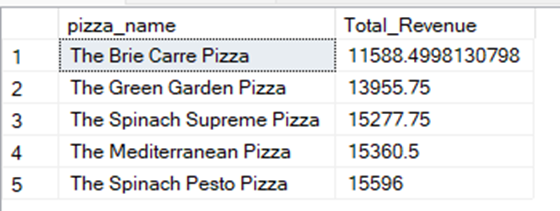 pizza_name Total_Revenue
1 The Brie Carre Pizza 11588.4998130798
2 The Green Garden Pizza 13955.75
3 The Spinach Supreme Pizza 15277.75
4 The Mediterranean Pizza 15360.5
5 The Spinach Pesto Pizza 15596